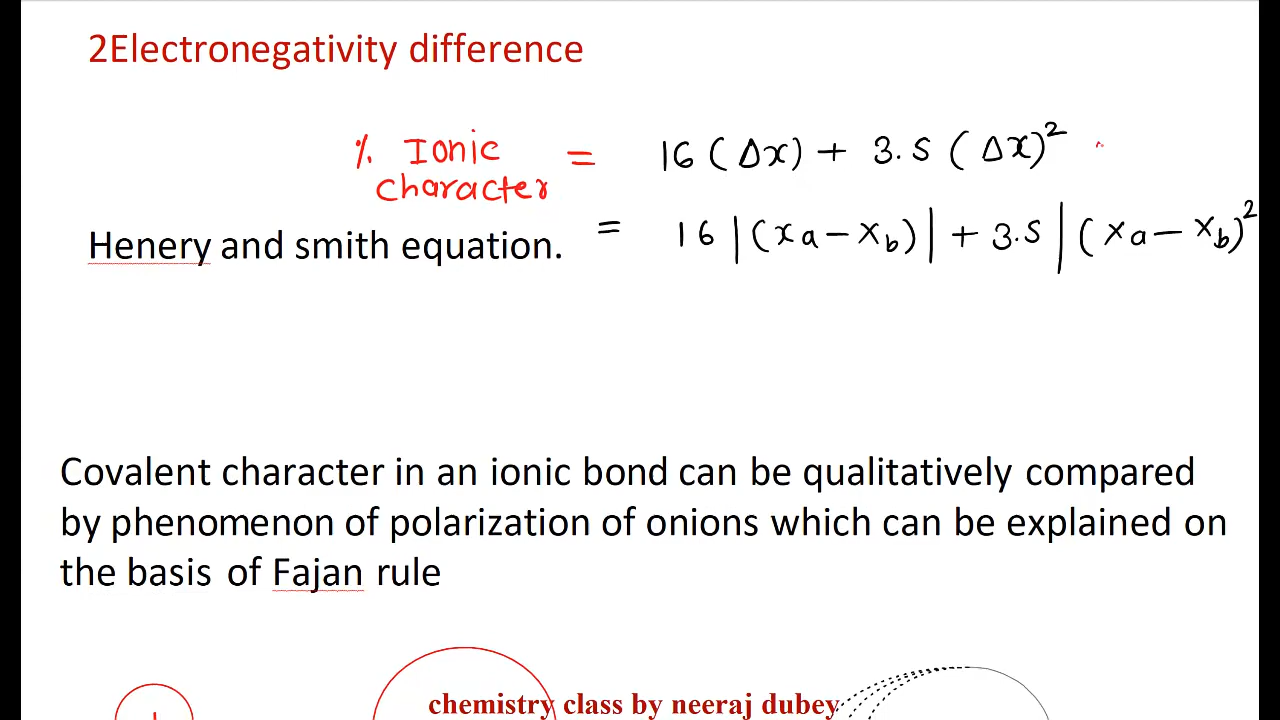 2Electronegativity difference
% Ionic character = 16 (Δx) + 3.5 (Δx)²
Henery and smith equation. = 16 |(xa - xb)| + 3.5 |(xa - xb)²
Covalent character in an ionic bond can be qualitatively compared
by phenomenon of polarization of onions which can be explained on
the basis of Fajan rule
chemistry class by neeraj dubey